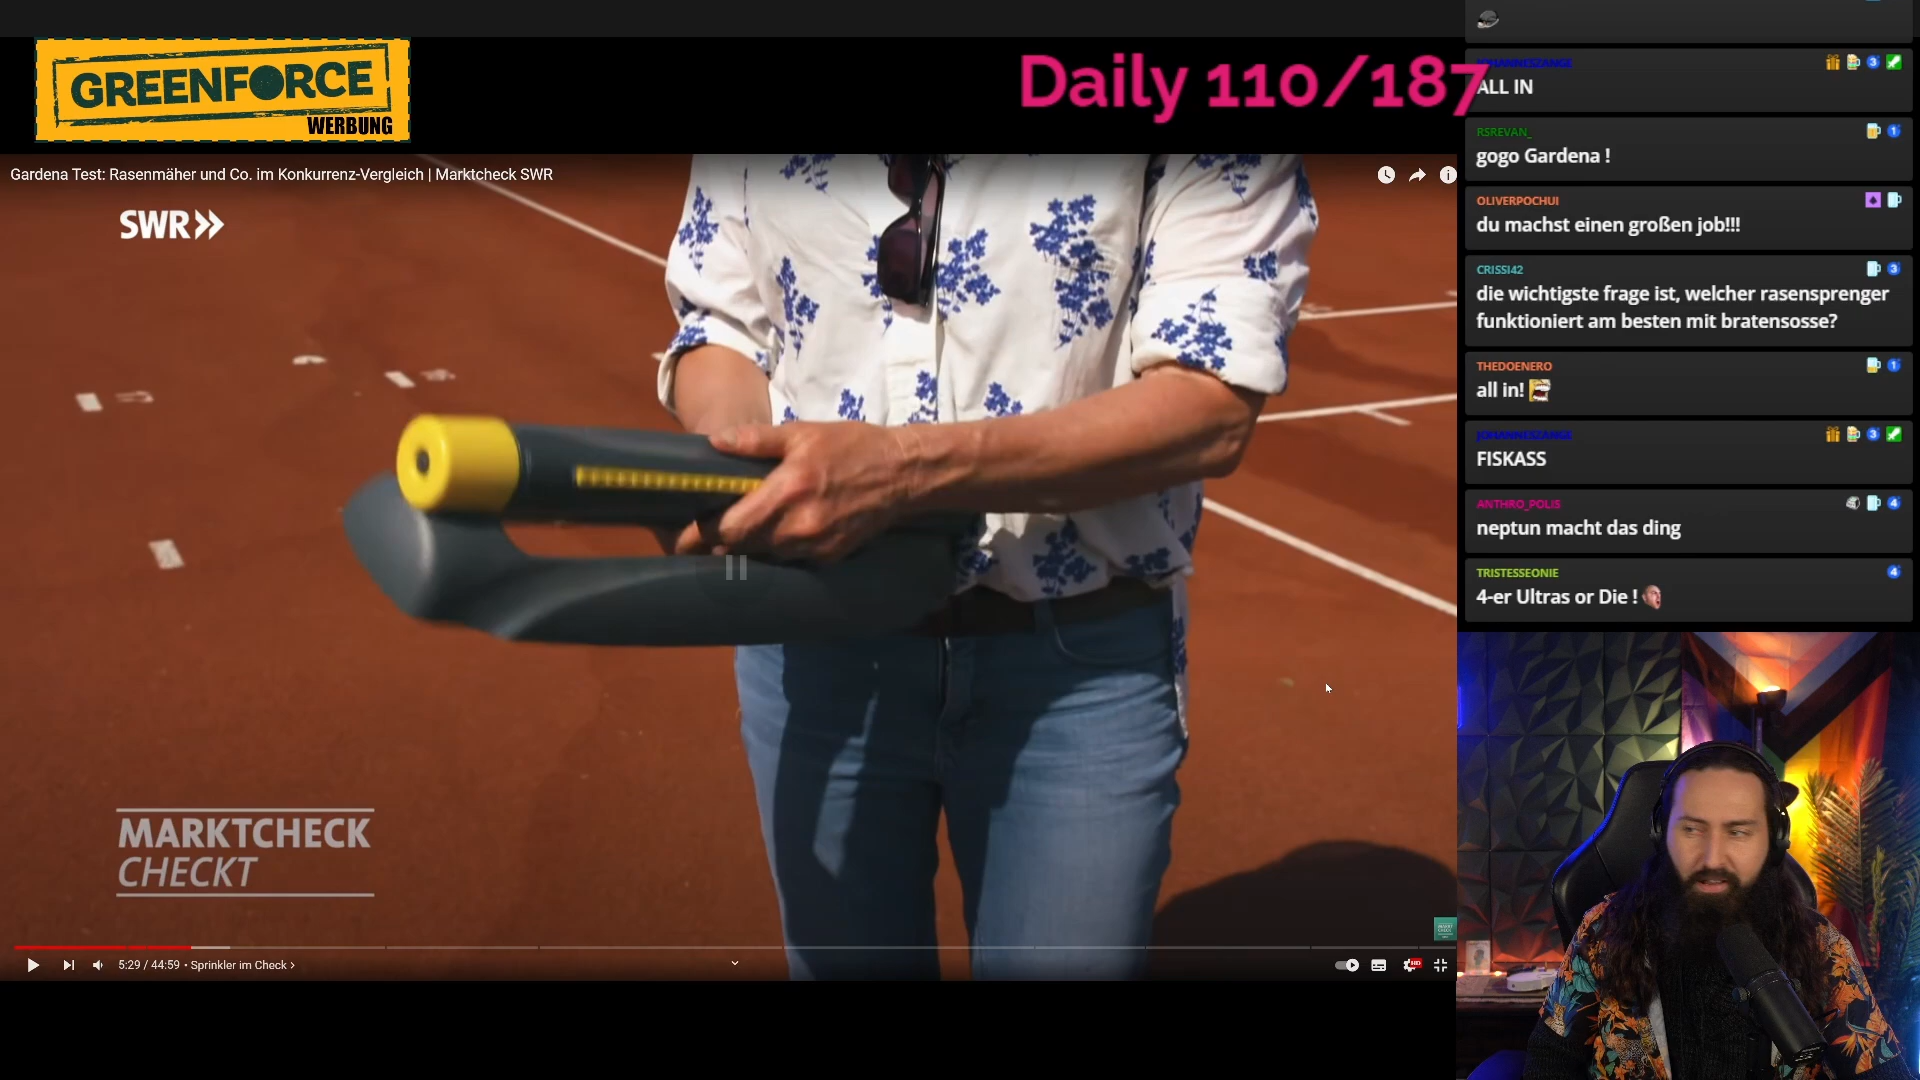 GREENFORCE
WERBUNG
Daily 110/187
Gardena Test: Rasenmäher und Co. im Konkurrenz-Vergleich | Marktcheck SWR
SWR
MARKTCHECK
CHECKT
5:29 / 44:59 • Sprinkler im Check ›
HD
JOHANNESZANGE
ALL IN
RSREVAN_
gogo Gardena !
OLIVERPOCHUI
du machst einen großen job!!!
CRISSI42
die wichtigste frage ist, welcher rasensprenger
funktioniert am besten mit bratensosse?
THEDOENERO
all in!
JOHANNESZANGE
FISKASS
ANTHRO_POLIS
neptun macht das ding
TRISTESSEONIE
4-er Ultras or Die !